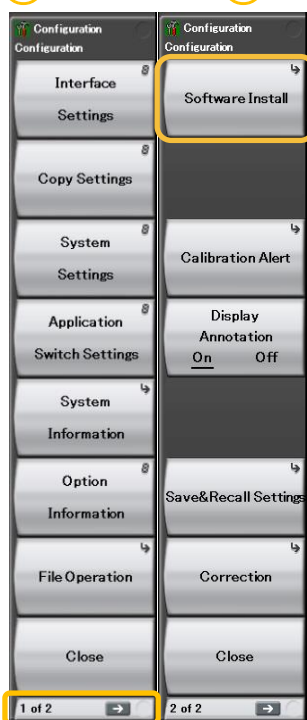 Configuration
Configuration
Interface
Settings
Copy Settings
System
Settings
Application
Switch Settings
System
Information
Option
Information
File Operation
Close
1 of 2
Configuration
Configuration
Software Install
Calibration Alert
Display
Annotation
On Off
Save&Recall Settings
Correction
Close
2 of 2